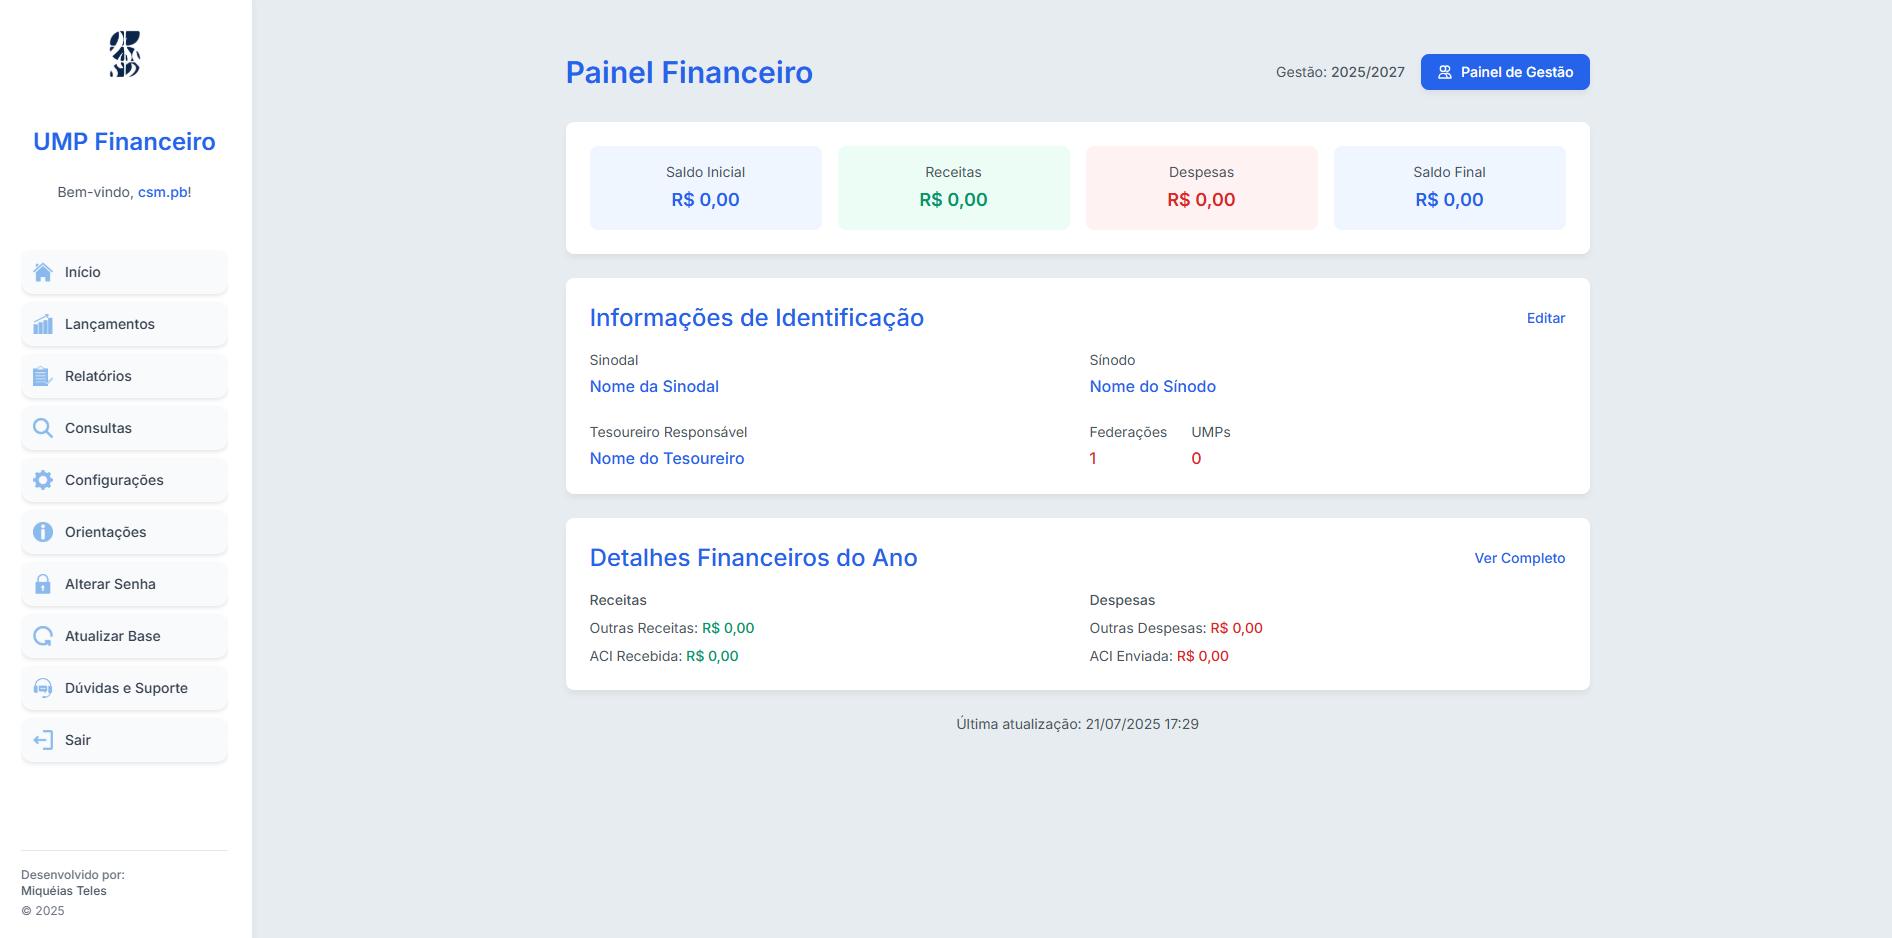 UMP Financeiro
Bem-vindo, csm.pb!
Início
Lançamentos
Relatórios
Consultas
Configurações
Orientações
Alterar Senha
Atualizar Base
Dúvidas e Suporte
Sair
Desenvolvido por:
Miquéias Teles
© 2025
Painel Financeiro
Gestão: 2025/2027
Painel de Gestão
Saldo Inicial
R$ 0,00
Receitas
R$ 0,00
Despesas
R$ 0,00
Saldo Final
R$ 0,00
Informações de Identificação
Editar
Sinodal
Nome da Sinodal
Sínodo
Nome do Sínodo
Tesoureiro Responsável
Nome do Tesoureiro
Federações
1
UMPs
0
Detalhes Financeiros do Ano
Ver Completo
Receitas
Outras Receitas: R$ 0,00
ACI Recebida: R$ 0,00
Despesas
Outras Despesas: R$ 0,00
ACI Enviada: R$ 0,00
Última atualização: 21/07/2025 17:29